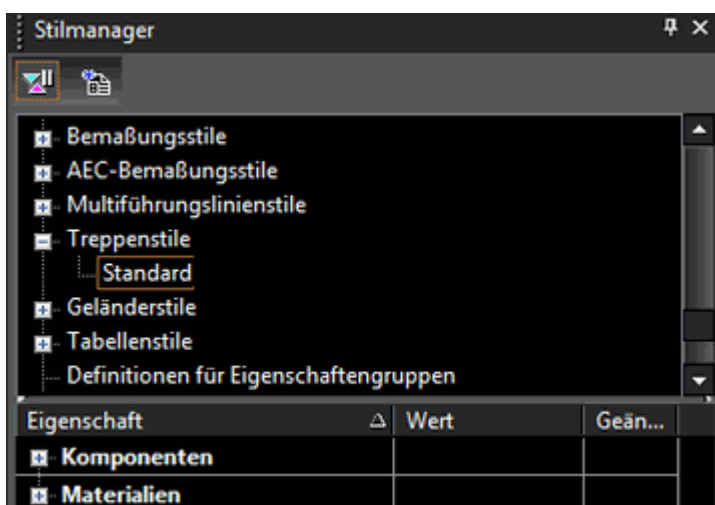 Stilmanager
Bemaßungsstile
AEC-Bemaßungsstile
Multiführungslinienstile
Treppenstile
Standard
Geländerstile
Tabellenstile
Definitionen für Eigenschaftengruppen
Eigenschaft Wert Geän...
Komponenten
Materialien